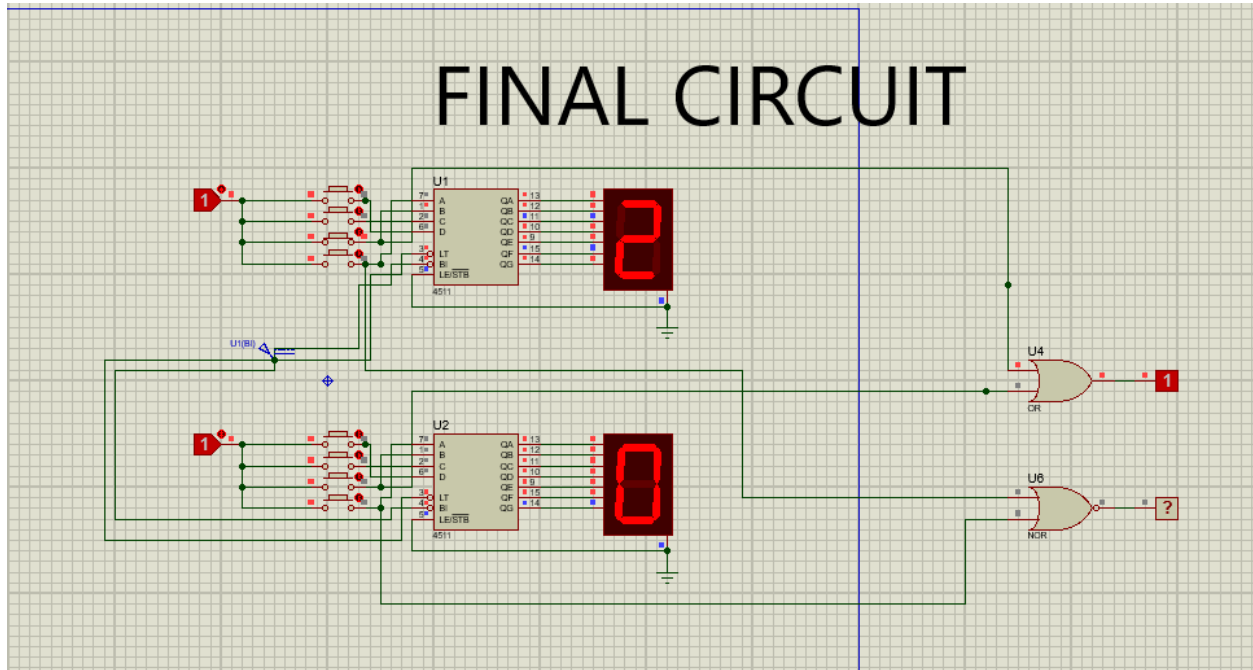 FINAL CIRCUIT
U1
1
7 A QA 13
1 B QB 12
2 C QC 11
6 D QD 10
QE 9
3 LT QF 15
4 BI QG 14
5 LE/STB
4511
U1(BI)
U4
1
OR
U2
1
7 A QA 13
1 B QB 12
2 C QC 11
6 D QD 10
QE 9
3 LT QF 15
4 BI QG 14
5 LE/STB
4511
2
0
U6
?
NOR